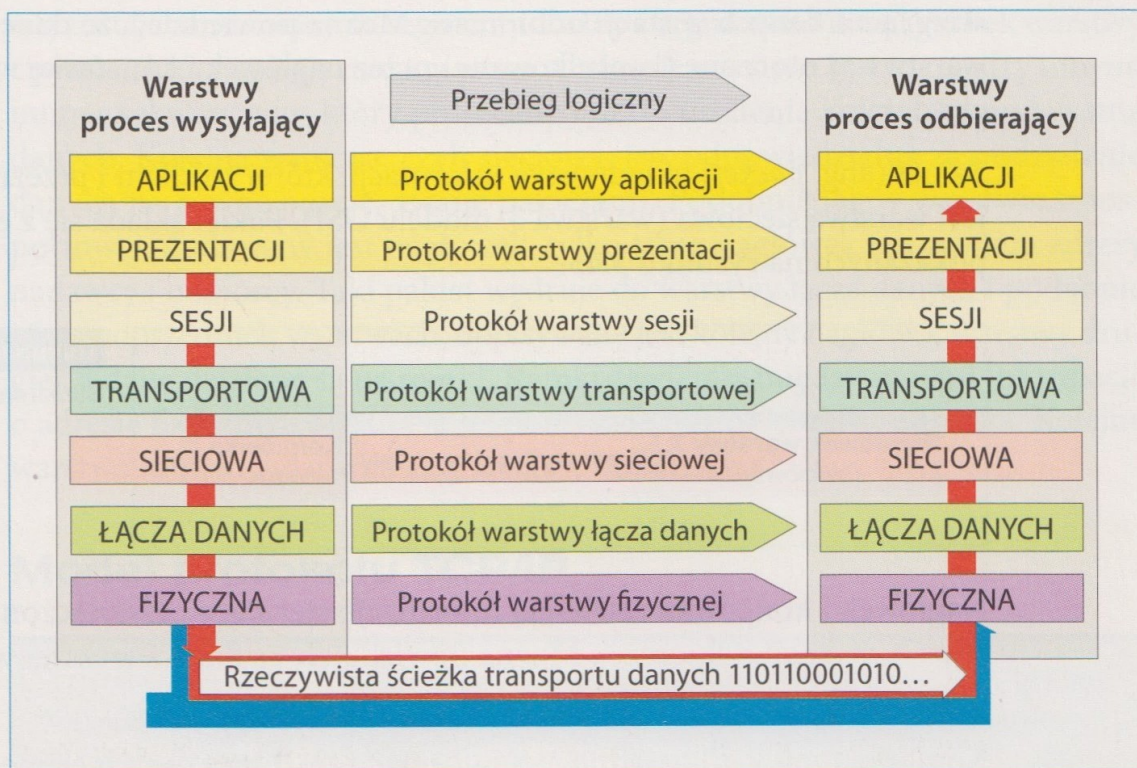 Warstwy
proces wysyłający
Przebieg logiczny
Warstwy
proces odbierający
APLIKACJI
Protokół warstwy aplikacji
APLIKACJI
PREZENTACJI
Protokół warstwy prezentacji
PREZENTACJI
SESJI
Protokół warstwy sesji
SESJI
TRANSPORTOWA
Protokół warstwy transportowej
TRANSPORTOWA
SIECIOWA
Protokół warstwy sieciowej
SIECIOWA
ŁĄCZA DANYCH
Protokół warstwy łącza danych
ŁĄCZA DANYCH
FIZYCZNA
Protokół warstwy fizycznej
FIZYCZNA
Rzeczywista ścieżka transportu danych 110110001010...